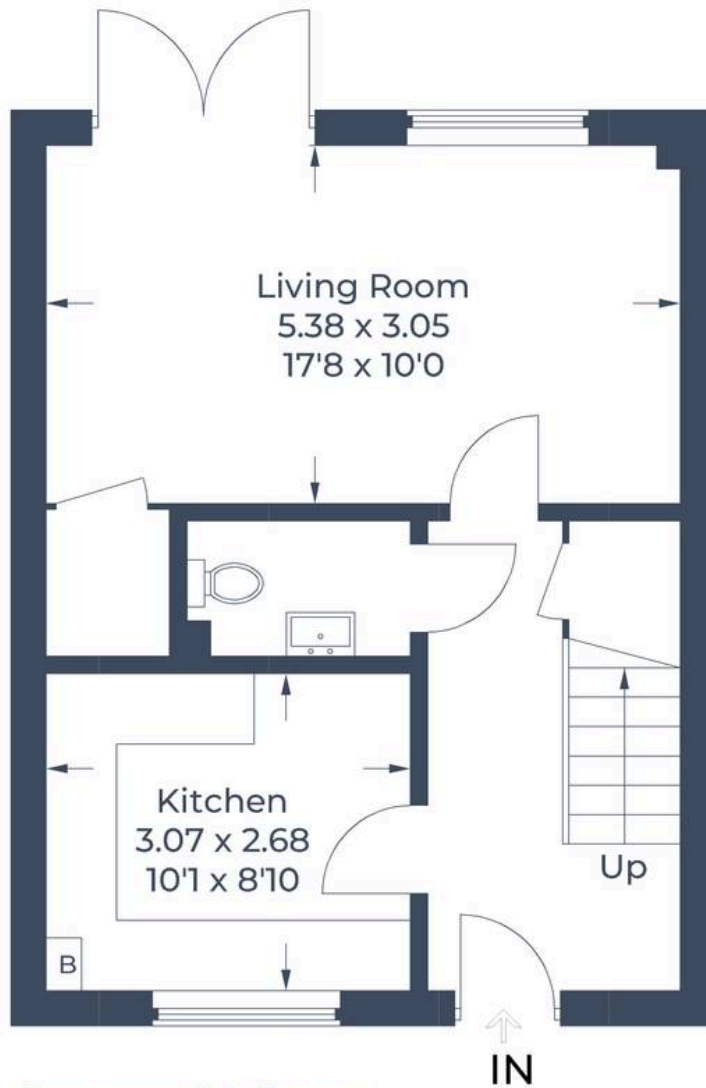 Living Room
5.38 x 3.05
17'8 x 10'0
Kitchen
3.07 x 2.68
10'1 x 8'10
Up
B
IN